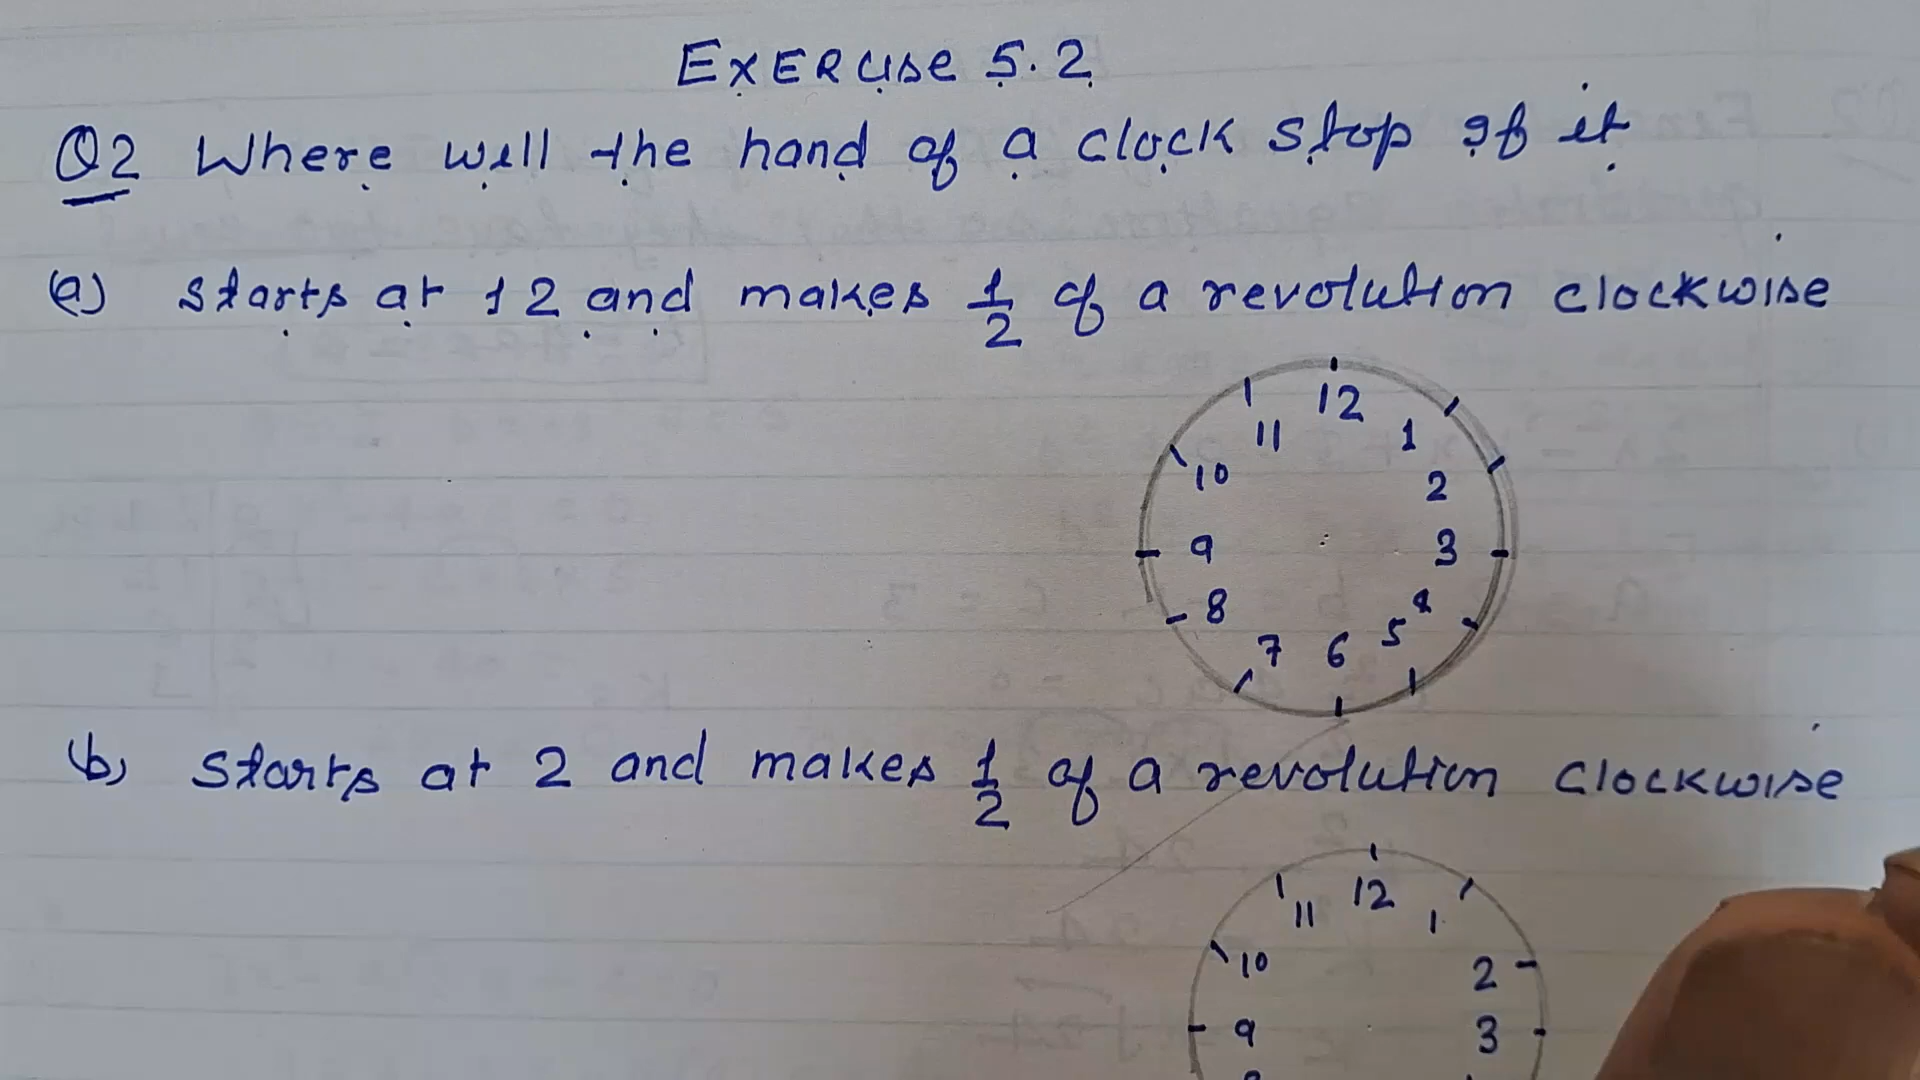 EXERCISE 5.2
Q2 Where will the hand of a clock stop If it
(a) starts at 12 and makes 1/2 of a revolution clockwise
12
11 1
10 2
9 3
8 4
7 6 5
(b) starts at 2 and makes 1/2 of a revolution clockwise
12
11 1
10 2
9 3